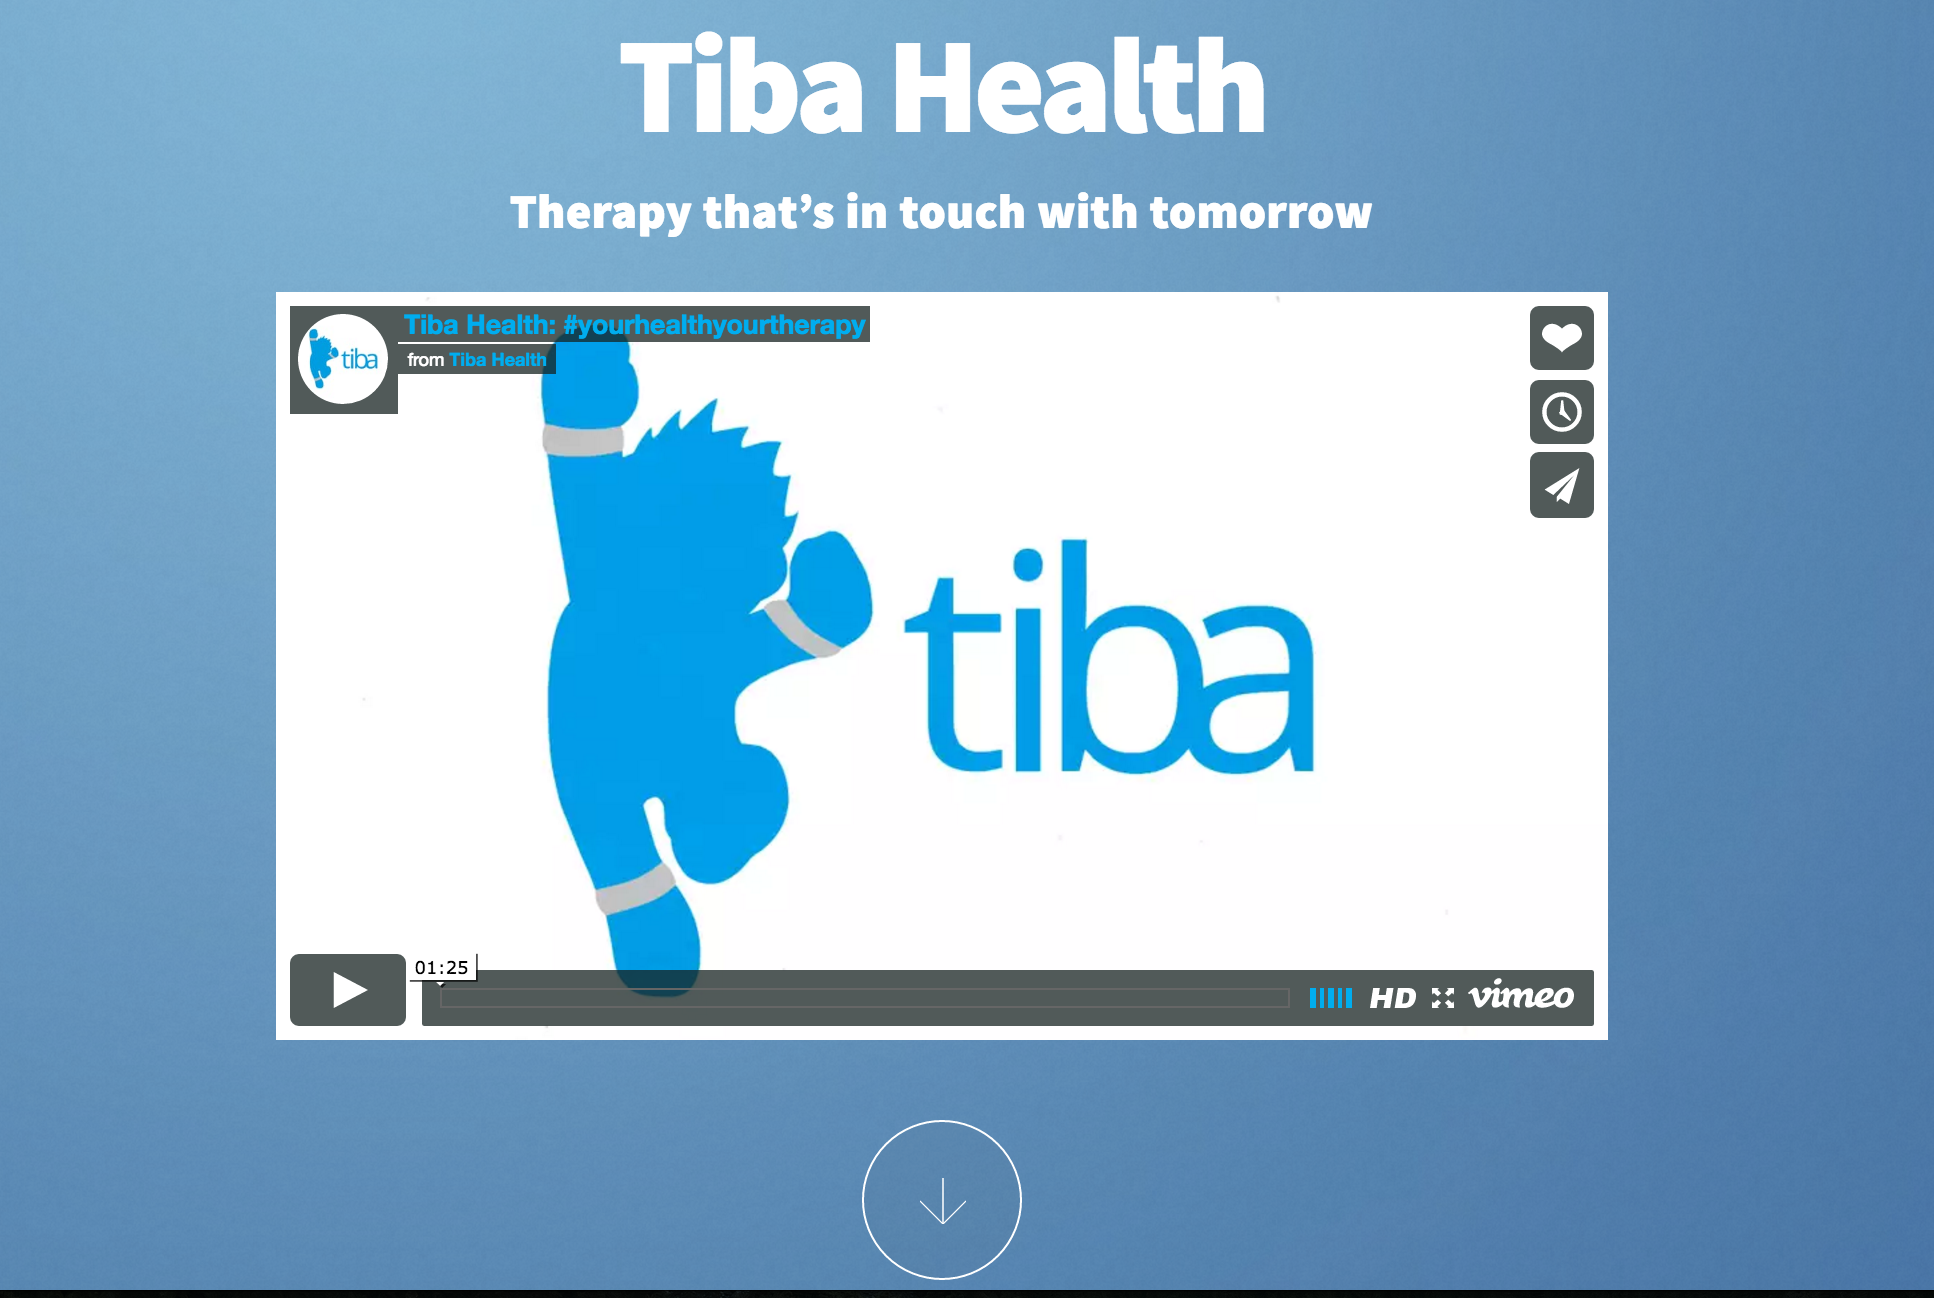 Tiba Health
Therapy that’s in touch with tomorrow
Tiba Health: #yourhealthyourtherapy
from Tiba Health
tiba
tiba
01:25
HD vimeo